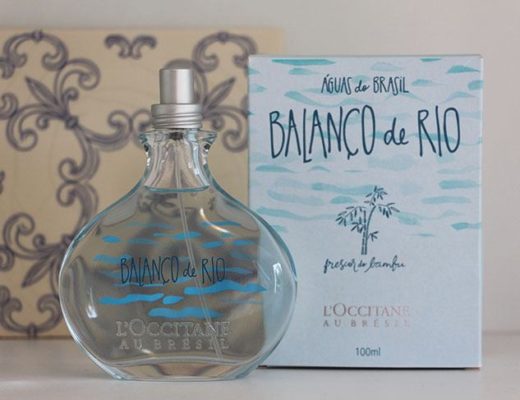 BALANÇO de RIO
L'OCCITANE
AU BRÉSIL
ÁGUAS do BRASIL
BALANÇO de RIO
frescor do bambu
L'OCCITANE
AU BRÉSIL
100ml